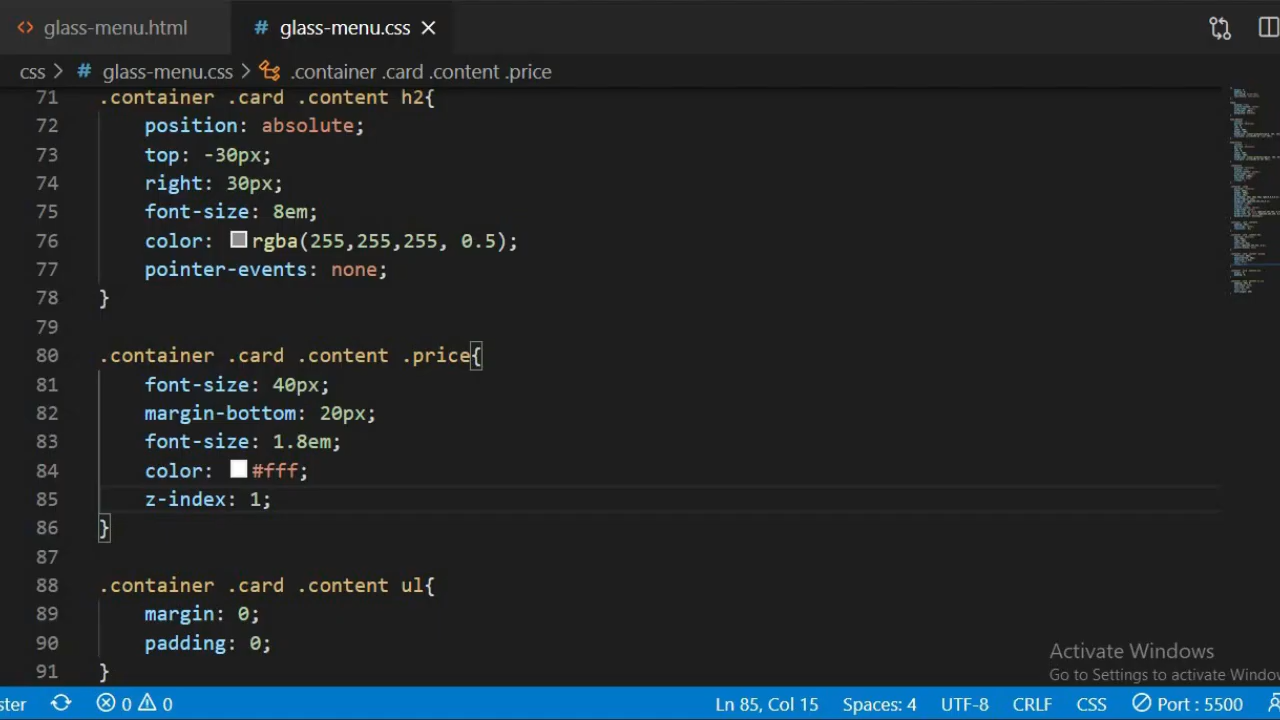 glass-menu.html
glass-menu.css
css > glass-menu.css > .container .card .content .price
71 .container .card .content h2{
72 position: absolute;
73 top: -30px;
74 right: 30px;
75 font-size: 8em;
76 color: rgba(255,255,255, 0.5);
77 pointer-events: none;
78 }
79
80 .container .card .content .price{
81 font-size: 40px;
82 margin-bottom: 20px;
83 font-size: 1.8em;
84 color: #fff;
85 z-index: 1;
86 }
87
88 .container .card .content ul{
89 margin: 0;
90 padding: 0;
91 }
Activate Windows
Go to Settings to activate Windo
ster 0 0 Ln 85, Col 15 Spaces: 4 UTF-8 CRLF CSS Port : 5500